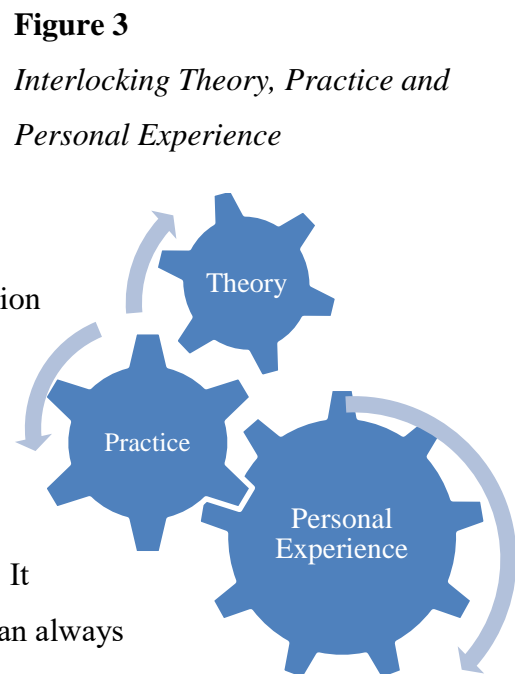 Figure 3
Interlocking Theory, Practice and
Personal Experience
Theory
ion
Practice
Personal
Experience
It
an always